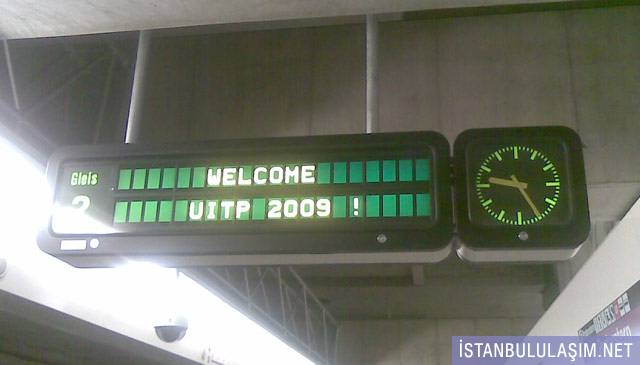 Gleis
2
WELCOME
UITP 2009 !
İSTANBULULAŞIM.NET